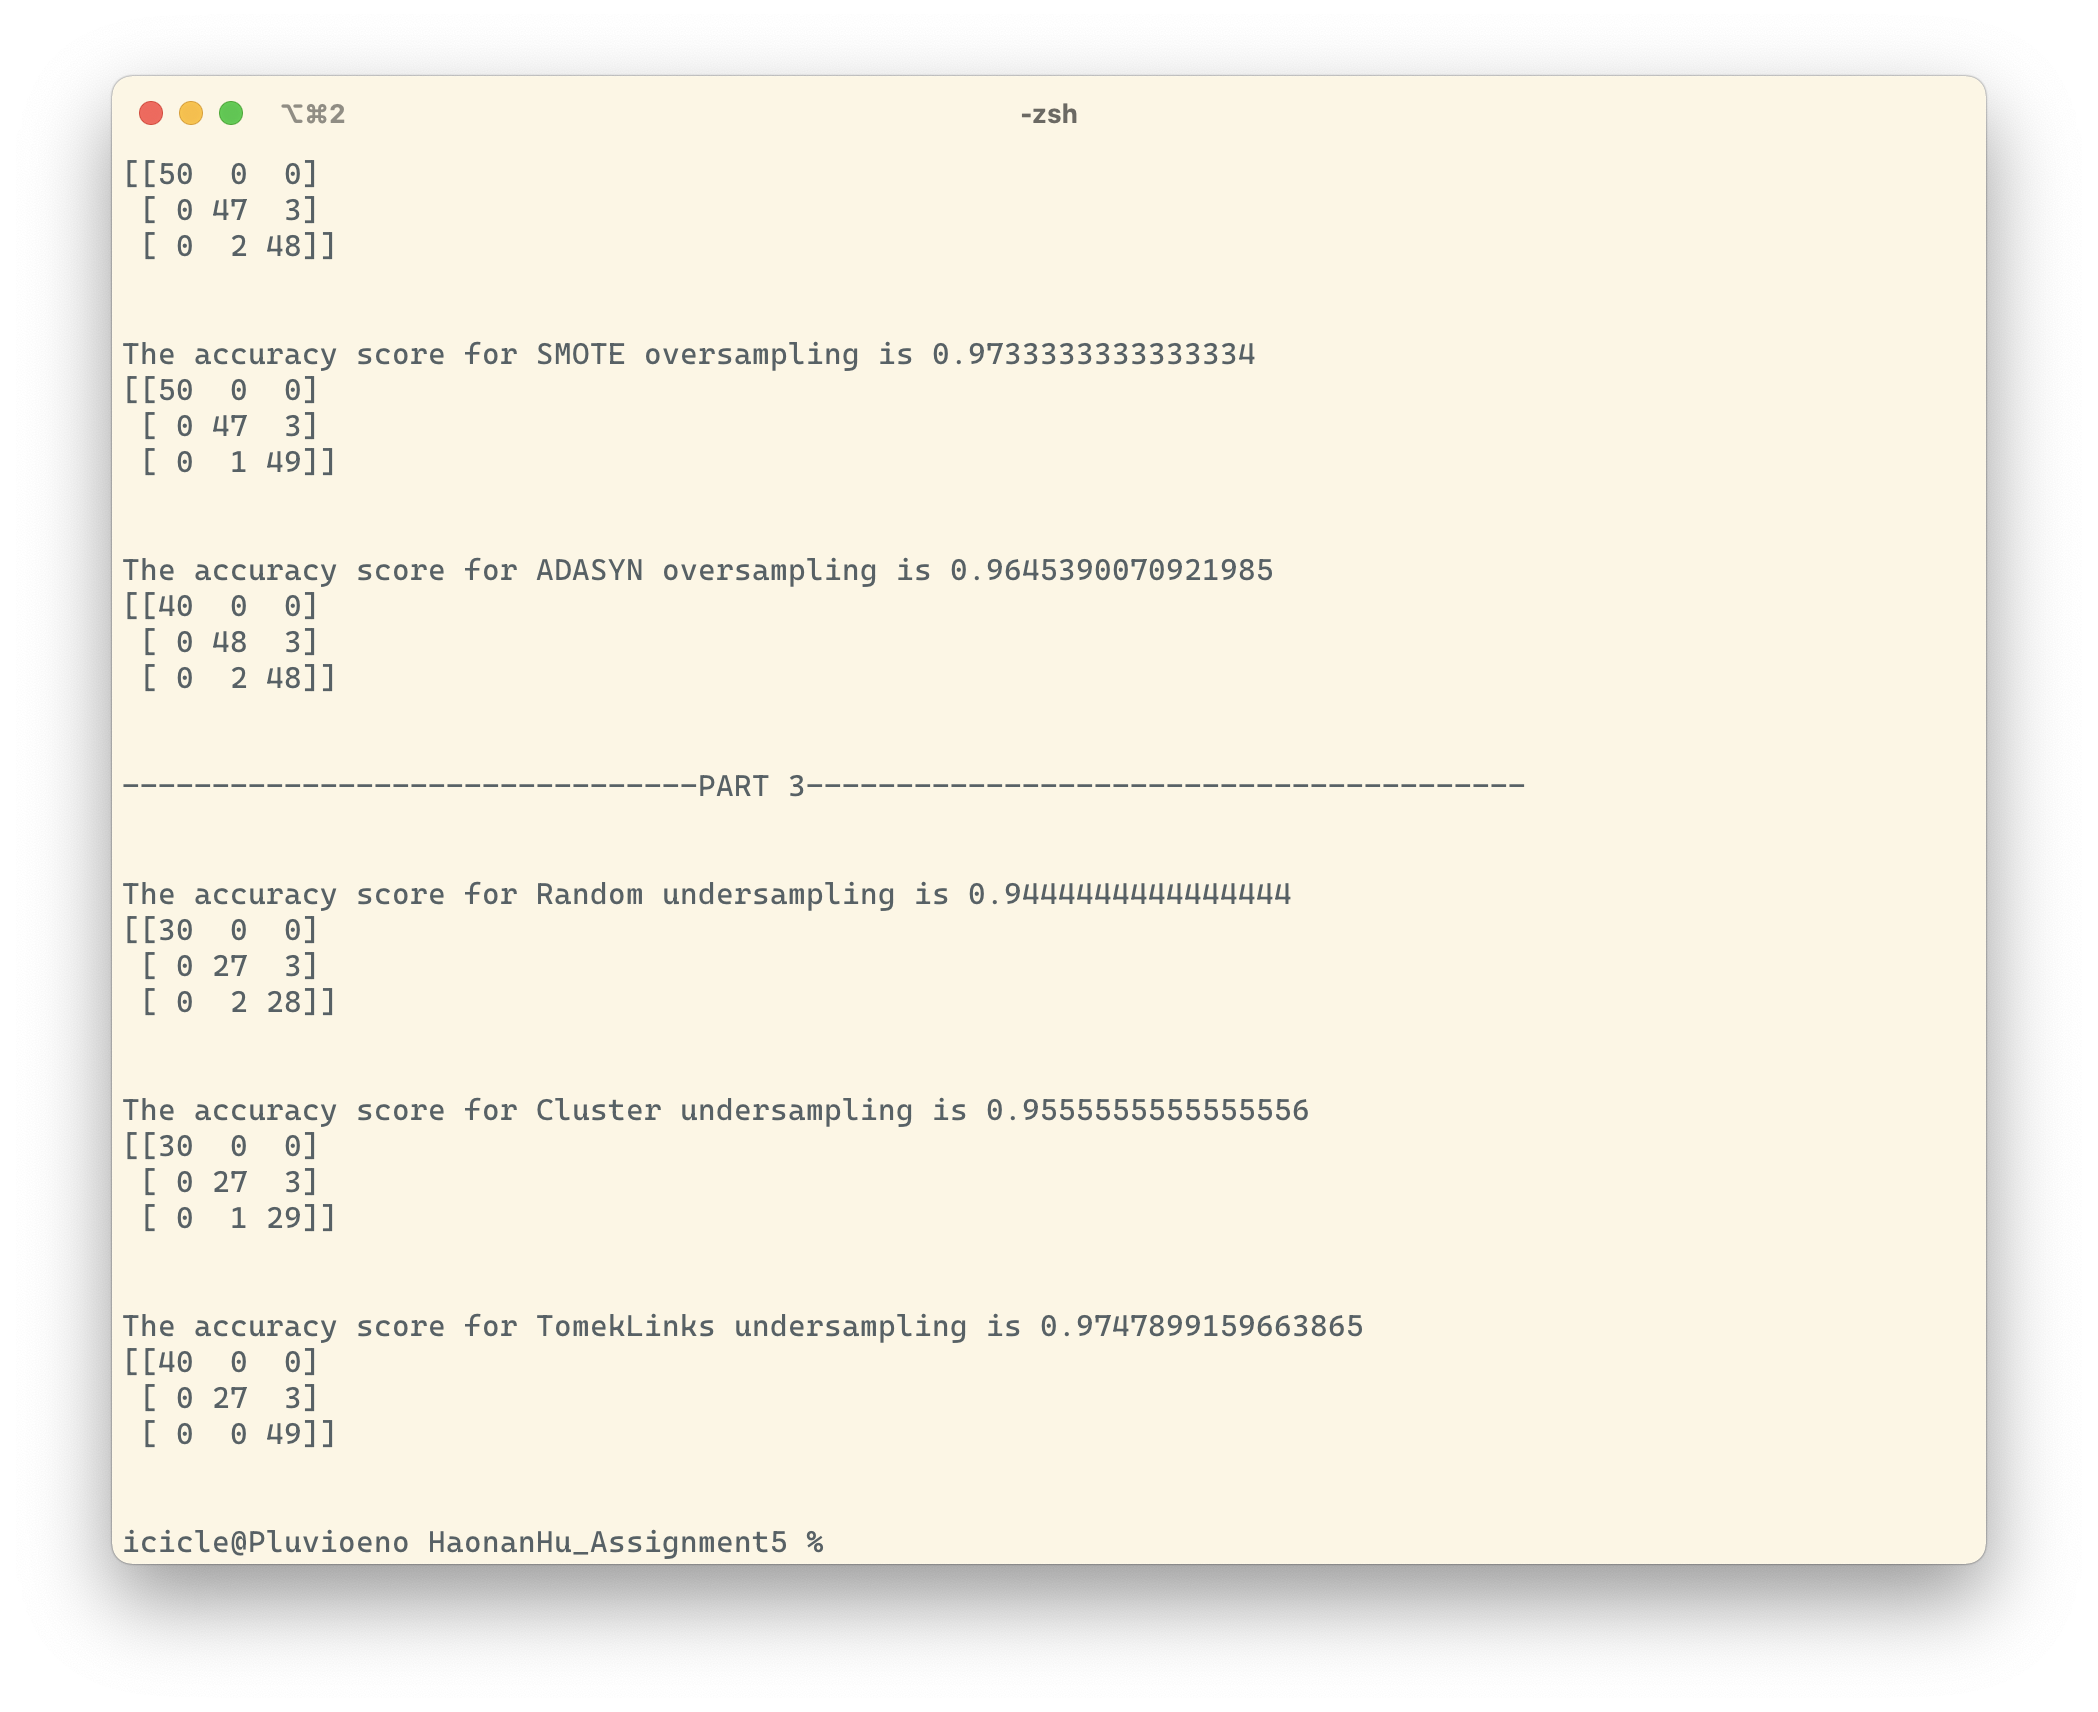 ⌥⌘2 -zsh
[[50  0  0]
 [ 0 47  3]
 [ 0  2 48]]
The accuracy score for SMOTE oversampling is 0.9733333333333334
[[50  0  0]
 [ 0 47  3]
 [ 0  1 49]]
The accuracy score for ADASYN oversampling is 0.9645390070921985
[[40  0  0]
 [ 0 48  3]
 [ 0  2 48]]
--------------------------------PART 3----------------------------------------
The accuracy score for Random undersampling is 0.9444444444444444
[[30  0  0]
 [ 0 27  3]
 [ 0  2 28]]
The accuracy score for Cluster undersampling is 0.9555555555555556
[[30  0  0]
 [ 0 27  3]
 [ 0  1 29]]
The accuracy score for TomekLinks undersampling is 0.9747899159663865
[[40  0  0]
 [ 0 27  3]
 [ 0  0 49]]
icicle@Pluvioeno HaonanHu_Assignment5 %